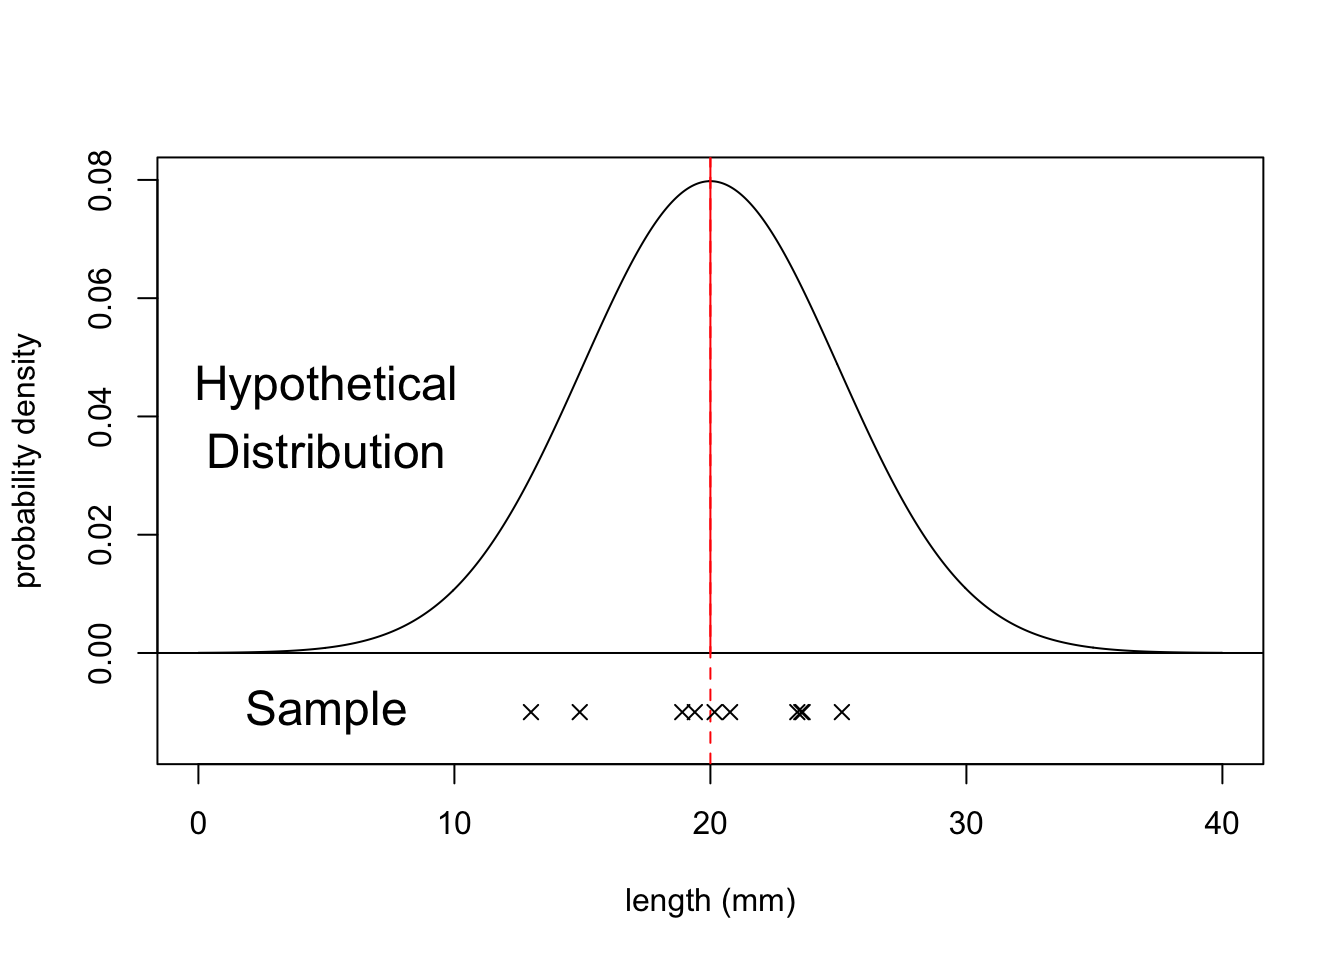 0.08
0.06
0.04
0.02
0.00
probability density
Hypothetical
Distribution
Sample
0 10 20 30 40
length (mm)